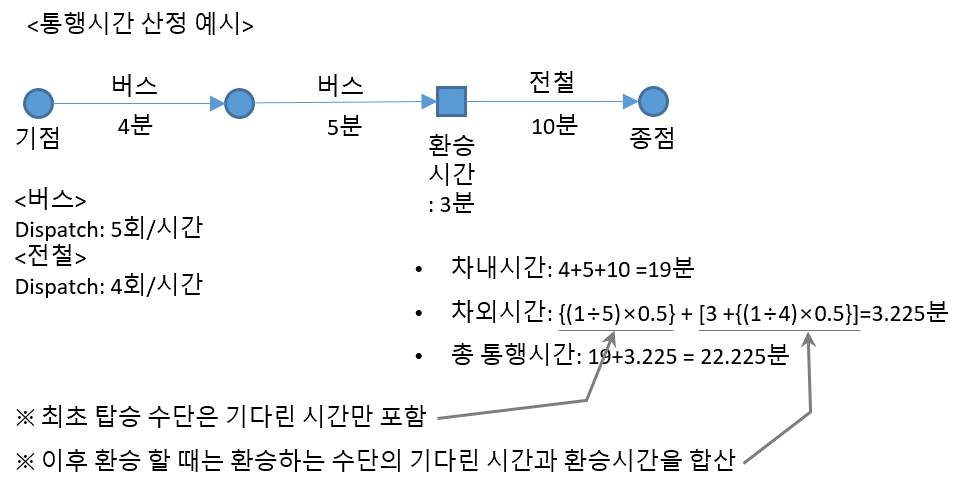 <통행시간 산정 예시>
버스
버스
전철
4분
5분
10분
기점
환승
시간
: 3분
종점
<버스>
Dispatch: 5회/시간
<전철>
Dispatch: 4회/시간
• 차내시간: 4+5+10 =19분
• 차외시간: {(1÷5)×0.5} + [3 +{(1÷4)×0.5}]=3.225분
• 총 통행시간: 19+3.225 = 22.225분
※ 최초 탑승 수단은 기다린 시간만 포함
※ 이후 환승 할 때는 환승하는 수단의 기다린 시간과 환승시간을 합산